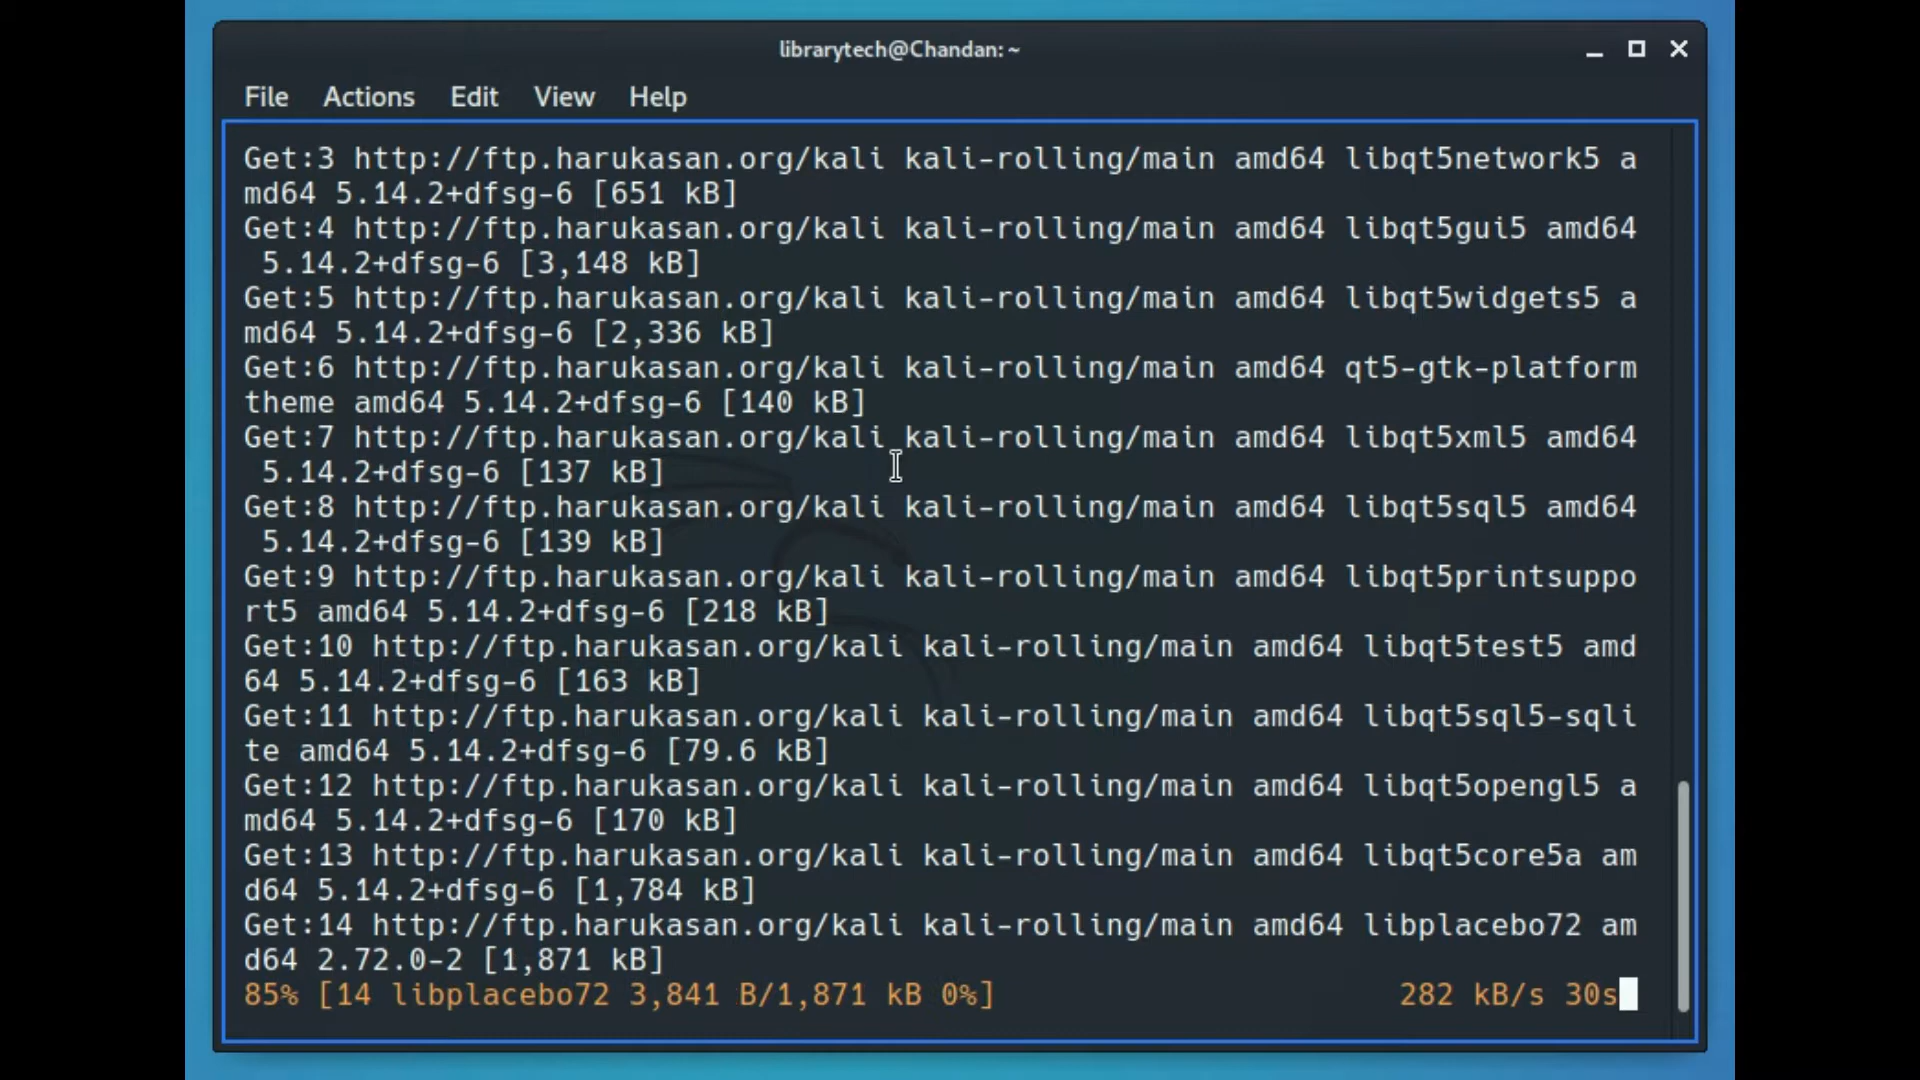 librarytech@Chandan: ~
File Actions Edit View Help
Get:3 http://ftp.harukasan.org/kali kali-rolling/main amd64 libqt5network5 a
md64 5.14.2+dfsg-6 [651 kB]
Get:4 http://ftp.harukasan.org/kali kali-rolling/main amd64 libqt5gui5 amd64
 5.14.2+dfsg-6 [3,148 kB]
Get:5 http://ftp.harukasan.org/kali kali-rolling/main amd64 libqt5widgets5 a
md64 5.14.2+dfsg-6 [2,336 kB]
Get:6 http://ftp.harukasan.org/kali kali-rolling/main amd64 qt5-gtk-platform
theme amd64 5.14.2+dfsg-6 [140 kB]
Get:7 http://ftp.harukasan.org/kali kali-rolling/main amd64 libqt5xml5 amd64
 5.14.2+dfsg-6 [137 kB]
Get:8 http://ftp.harukasan.org/kali kali-rolling/main amd64 libqt5sql5 amd64
 5.14.2+dfsg-6 [139 kB]
Get:9 http://ftp.harukasan.org/kali kali-rolling/main amd64 libqt5printsuppo
rt5 amd64 5.14.2+dfsg-6 [218 kB]
Get:10 http://ftp.harukasan.org/kali kali-rolling/main amd64 libqt5test5 amd
64 5.14.2+dfsg-6 [163 kB]
Get:11 http://ftp.harukasan.org/kali kali-rolling/main amd64 libqt5sql5-sqli
te amd64 5.14.2+dfsg-6 [79.6 kB]
Get:12 http://ftp.harukasan.org/kali kali-rolling/main amd64 libqt5opengl5 a
md64 5.14.2+dfsg-6 [170 kB]
Get:13 http://ftp.harukasan.org/kali kali-rolling/main amd64 libqt5core5a am
d64 5.14.2+dfsg-6 [1,784 kB]
Get:14 http://ftp.harukasan.org/kali kali-rolling/main amd64 libplacebo72 am
d64 2.72.0-2 [1,871 kB]
85% [14 libplacebo72 3,841 B/1,871 kB 0%] 282 kB/s 30s